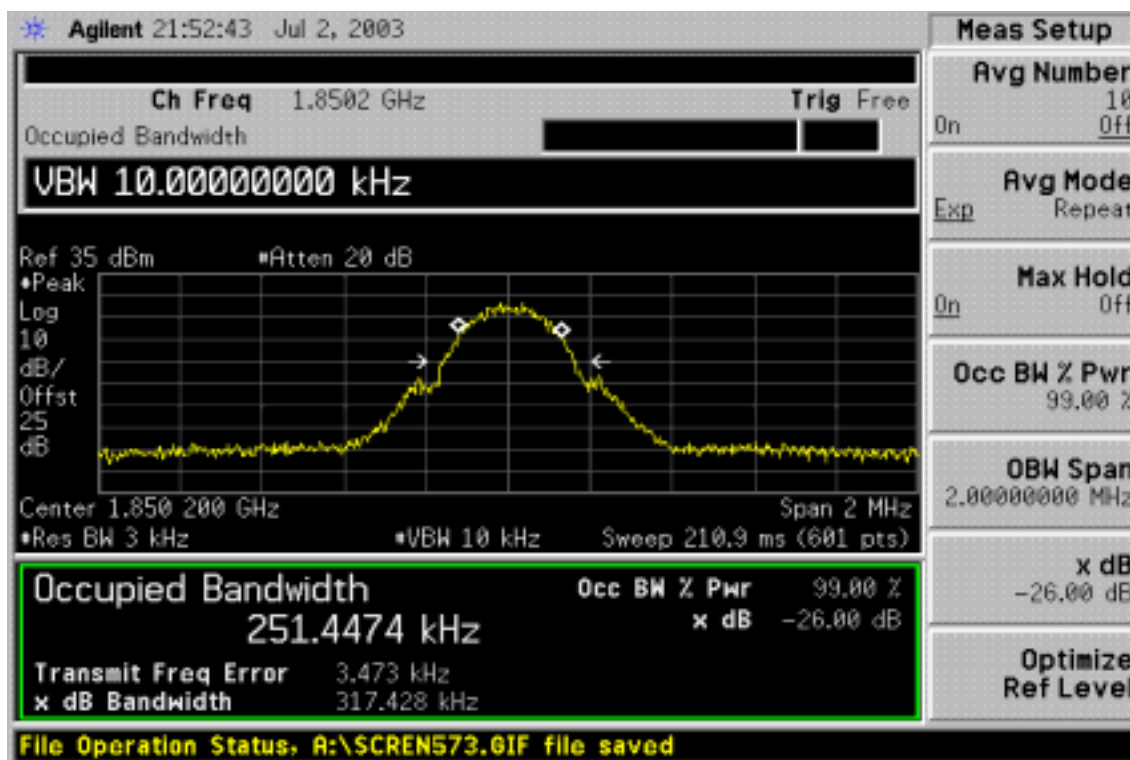 Agilent 21:52:43 Jul 2, 2003
Ch Freq 1.8502 GHz Trig Free
Occupied Bandwidth
VBW 10.00000000 kHz
Ref 35 dBm #Atten 20 dB
#Peak
Log
10
dB/
Offst
25
dB
Center 1.850 200 GHz Span 2 MHz
#Res BW 3 kHz #VBW 10 kHz Sweep 210.9 ms (601 pts)
Occupied Bandwidth
251.4474 kHz
Occ BW % Pwr 99.00 %
x dB -26.00 dB
Transmit Freq Error 3.473 kHz
x dB Bandwidth 317.428 kHz
File Operation Status, A:\SCREN573.GIF file saved
Meas Setup
Avg Number
10
On Off
Avg Mode
Exp Repeat
Max Hold
On Off
Occ BW % Pwr
99.00 %
OBW Span
2.00000000 MHz
x dB
-26.00 dB
Optimize
Ref Level